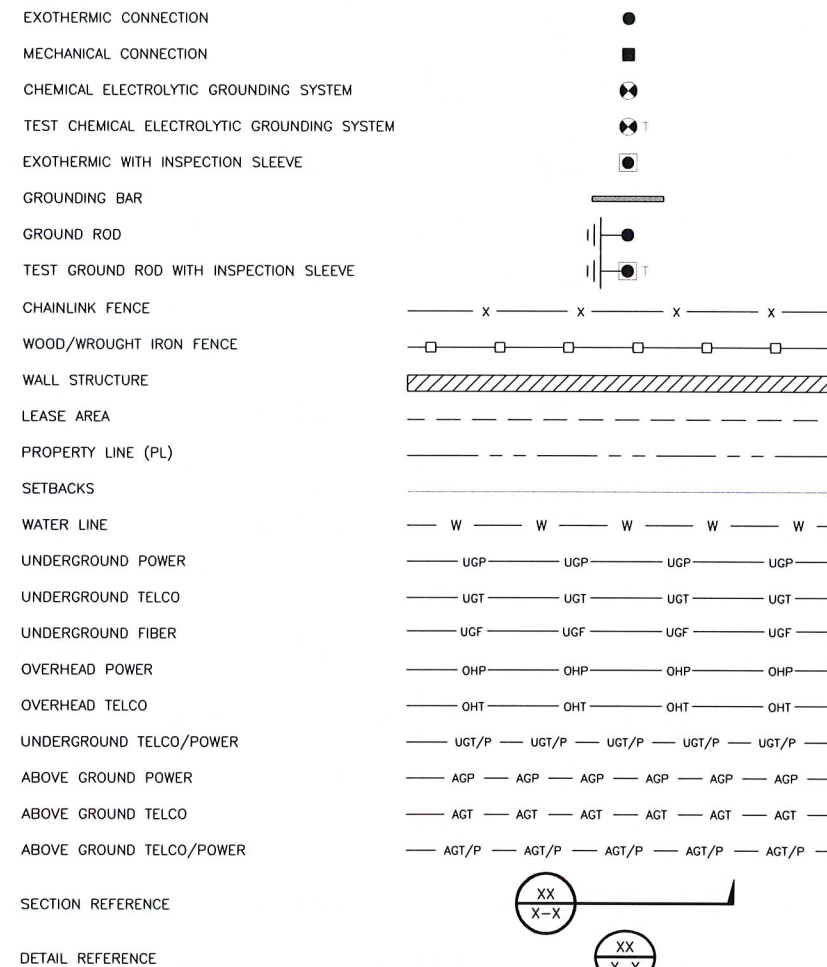 EXOTHERMIC CONNECTION
MECHANICAL CONNECTION
CHEMICAL ELECTROLYTIC GROUNDING SYSTEM
TEST CHEMICAL ELECTROLYTIC GROUNDING SYSTEM T
EXOTHERMIC WITH INSPECTION SLEEVE
GROUNDING BAR
GROUND ROD
TEST GROUND ROD WITH INSPECTION SLEEVE T
CHAINLINK FENCE X X X X
WOOD/WROUGHT IRON FENCE
WALL STRUCTURE
LEASE AREA
PROPERTY LINE (PL)
SETBACKS
WATER LINE W W W W W
UNDERGROUND POWER UGP UGP UGP UGP
UNDERGROUND TELCO UGT UGT UGT UGT
UNDERGROUND FIBER UGF UGF UGF UGF
OVERHEAD POWER OHP OHP OHP OHP
OVERHEAD TELCO OHT OHT OHT OHT
UNDERGROUND TELCO/POWER UGT/P UGT/P UGT/P UGT/P UGT/P
ABOVE GROUND POWER AGP AGP AGP AGP AGP AGP
ABOVE GROUND TELCO AGT AGT AGT AGT AGT AGT
ABOVE GROUND TELCO/POWER AGT/P AGT/P AGT/P AGT/P AGT/P
XX
SECTION REFERENCE X-X
XX
DETAIL REFERENCE X-X